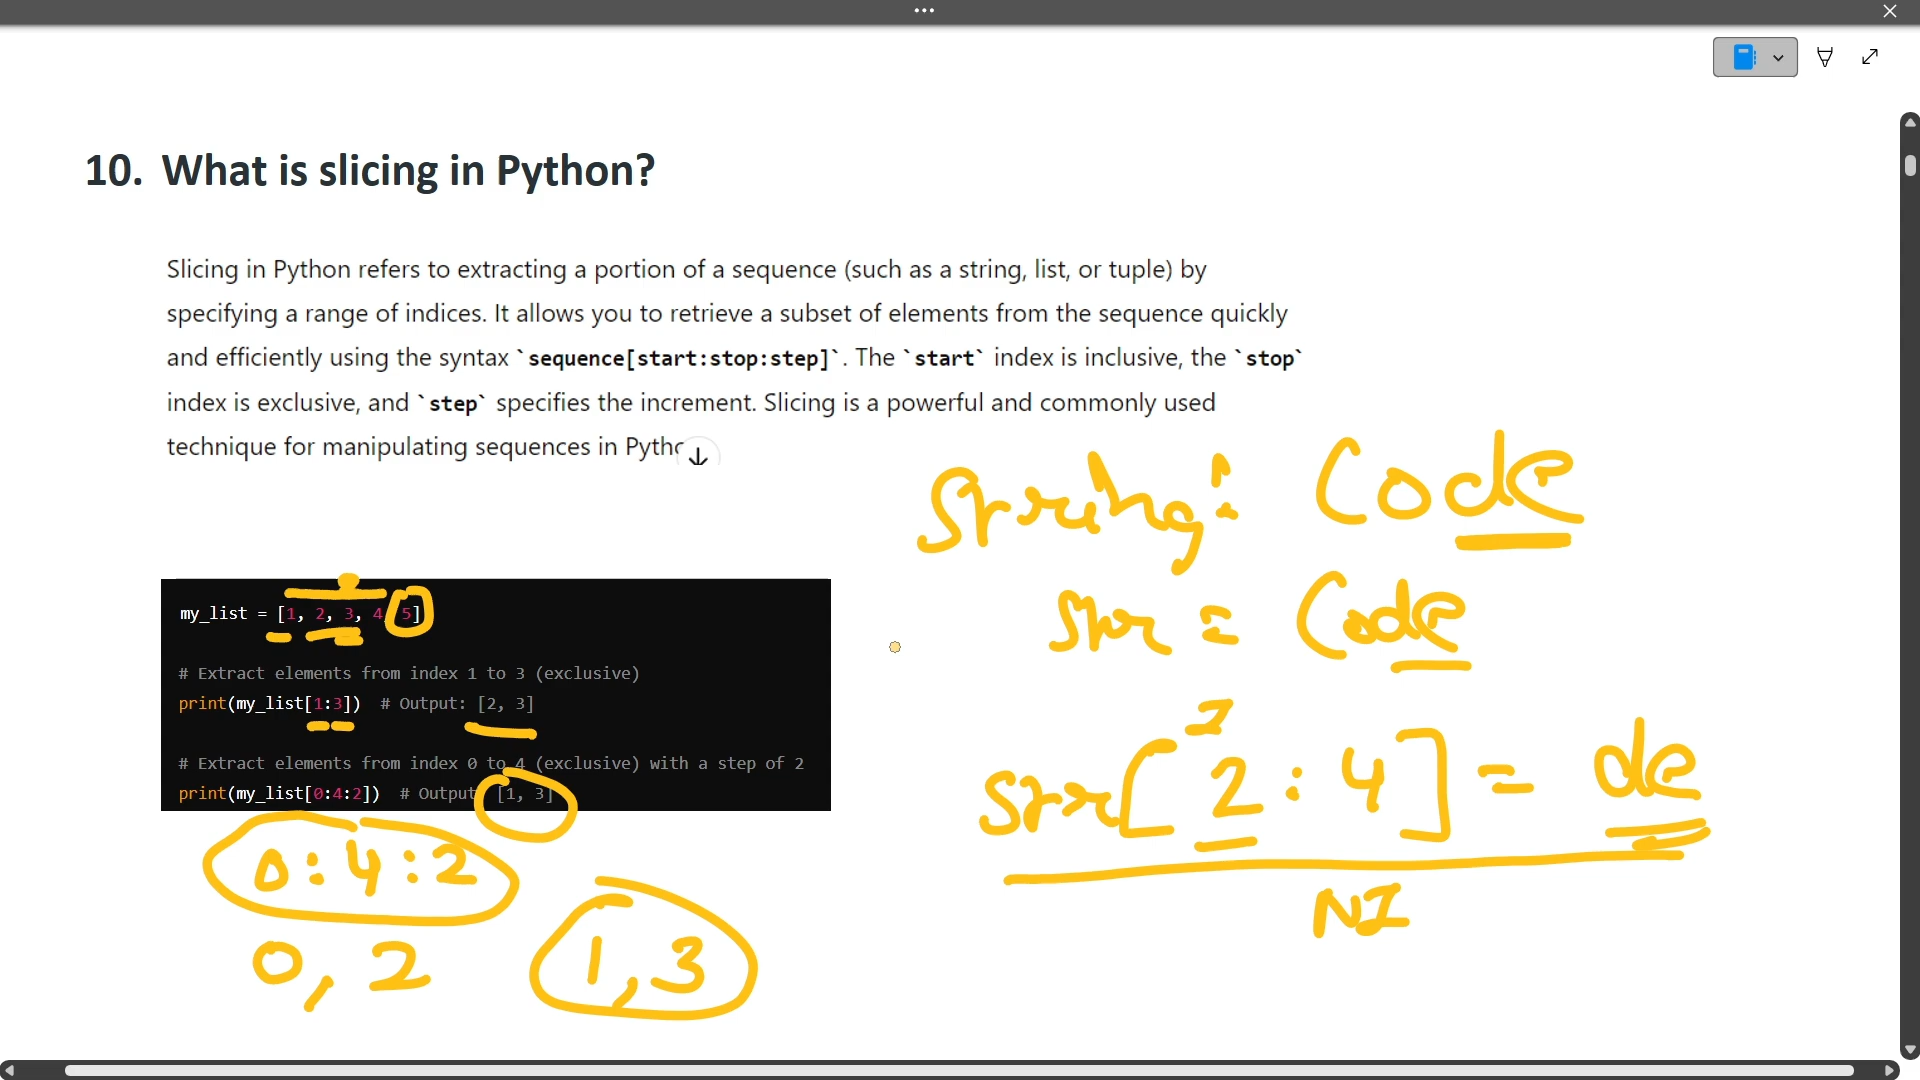 10. What is slicing in Python?
Slicing in Python refers to extracting a portion of a sequence (such as a string, list, or tuple) by
specifying a range of indices. It allows you to retrieve a subset of elements from the sequence quickly
and efficiently using the syntax `sequence[start:stop:step]`. The `start` index is inclusive, the `stop`
index is exclusive, and `step` specifies the increment. Slicing is a powerful and commonly used
technique for manipulating sequences in
String: Code
Str = Code
my_list = [1, 2, 3, 4, 5]
# Extract elements from index 1 to 3 (exclusive)
print(my_list[1:3])  # Output: [2, 3]
# Extract elements from index 0 to 4 (exclusive) with a step of 2
print(my_list[0:4:2])  # Output [1, 3]
I
str[2:4] = de
NI
0:4:2
0, 2
1, 3